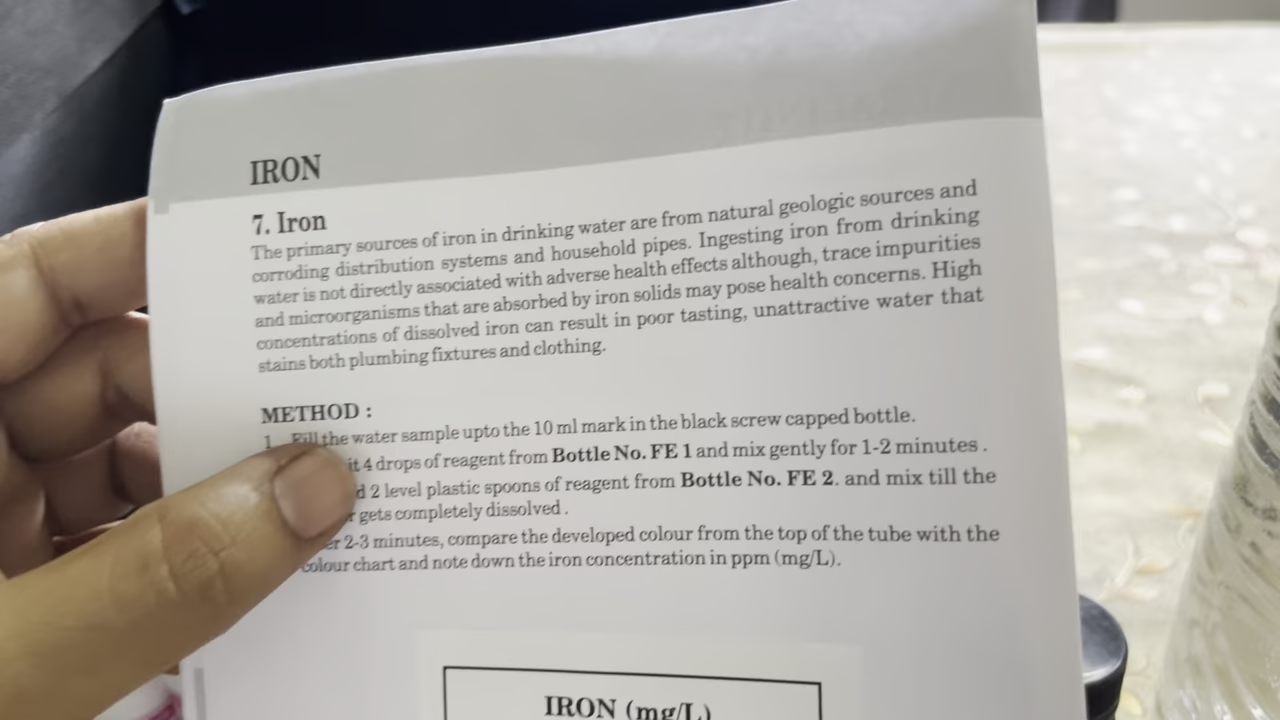 IRON
7. Iron
The primary sources of iron in drinking water are from natural geologic sources and
corroding distribution systems and household pipes. Ingesting iron from drinking
water is not directly associated with adverse health effects although, trace impurities
and microorganisms that are absorbed by iron solids may pose health concerns. High
concentrations of dissolved iron can result in poor tasting, unattractive water that
stains both plumbing fixtures and clothing.
METHOD :
1. Fill the water sample upto the 10 ml mark in the black screw capped bottle.
it 4 drops of reagent from Bottle No. FE 1 and mix gently for 1-2 minutes .
2 level plastic spoons of reagent from Bottle No. FE 2. and mix till the
gets completely dissolved .
2-3 minutes, compare the developed colour from the top of the tube with the
colour chart and note down the iron concentration in ppm (mg/L).
IRON (mg/L)